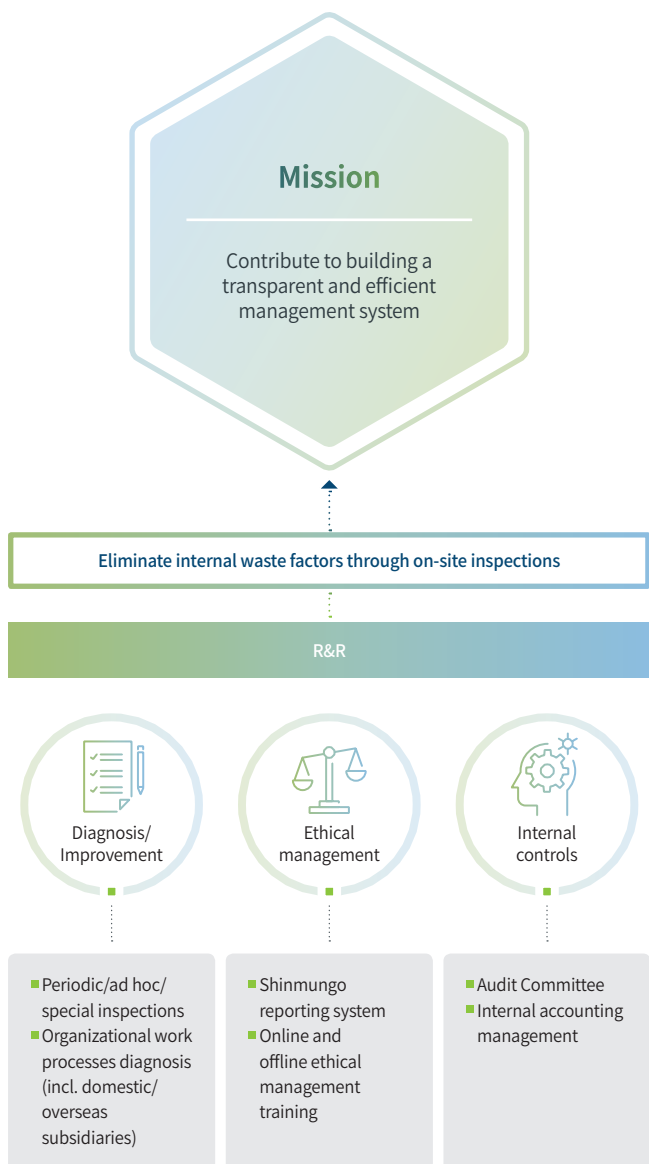 Mission
Contribute to building a
transparent and efficient
management system
Eliminate internal waste factors through on-site inspections
R&R
Diagnosis/
Improvement
Ethical
management
Internal
controls
Periodic/ad hoc/
special inspections
Organizational work
processes diagnosis
(incl. domestic/
overseas
subsidiaries)
Shinmungo
reporting system
Online and
offline ethical
management
training
Audit Committee
Internal accounting
management